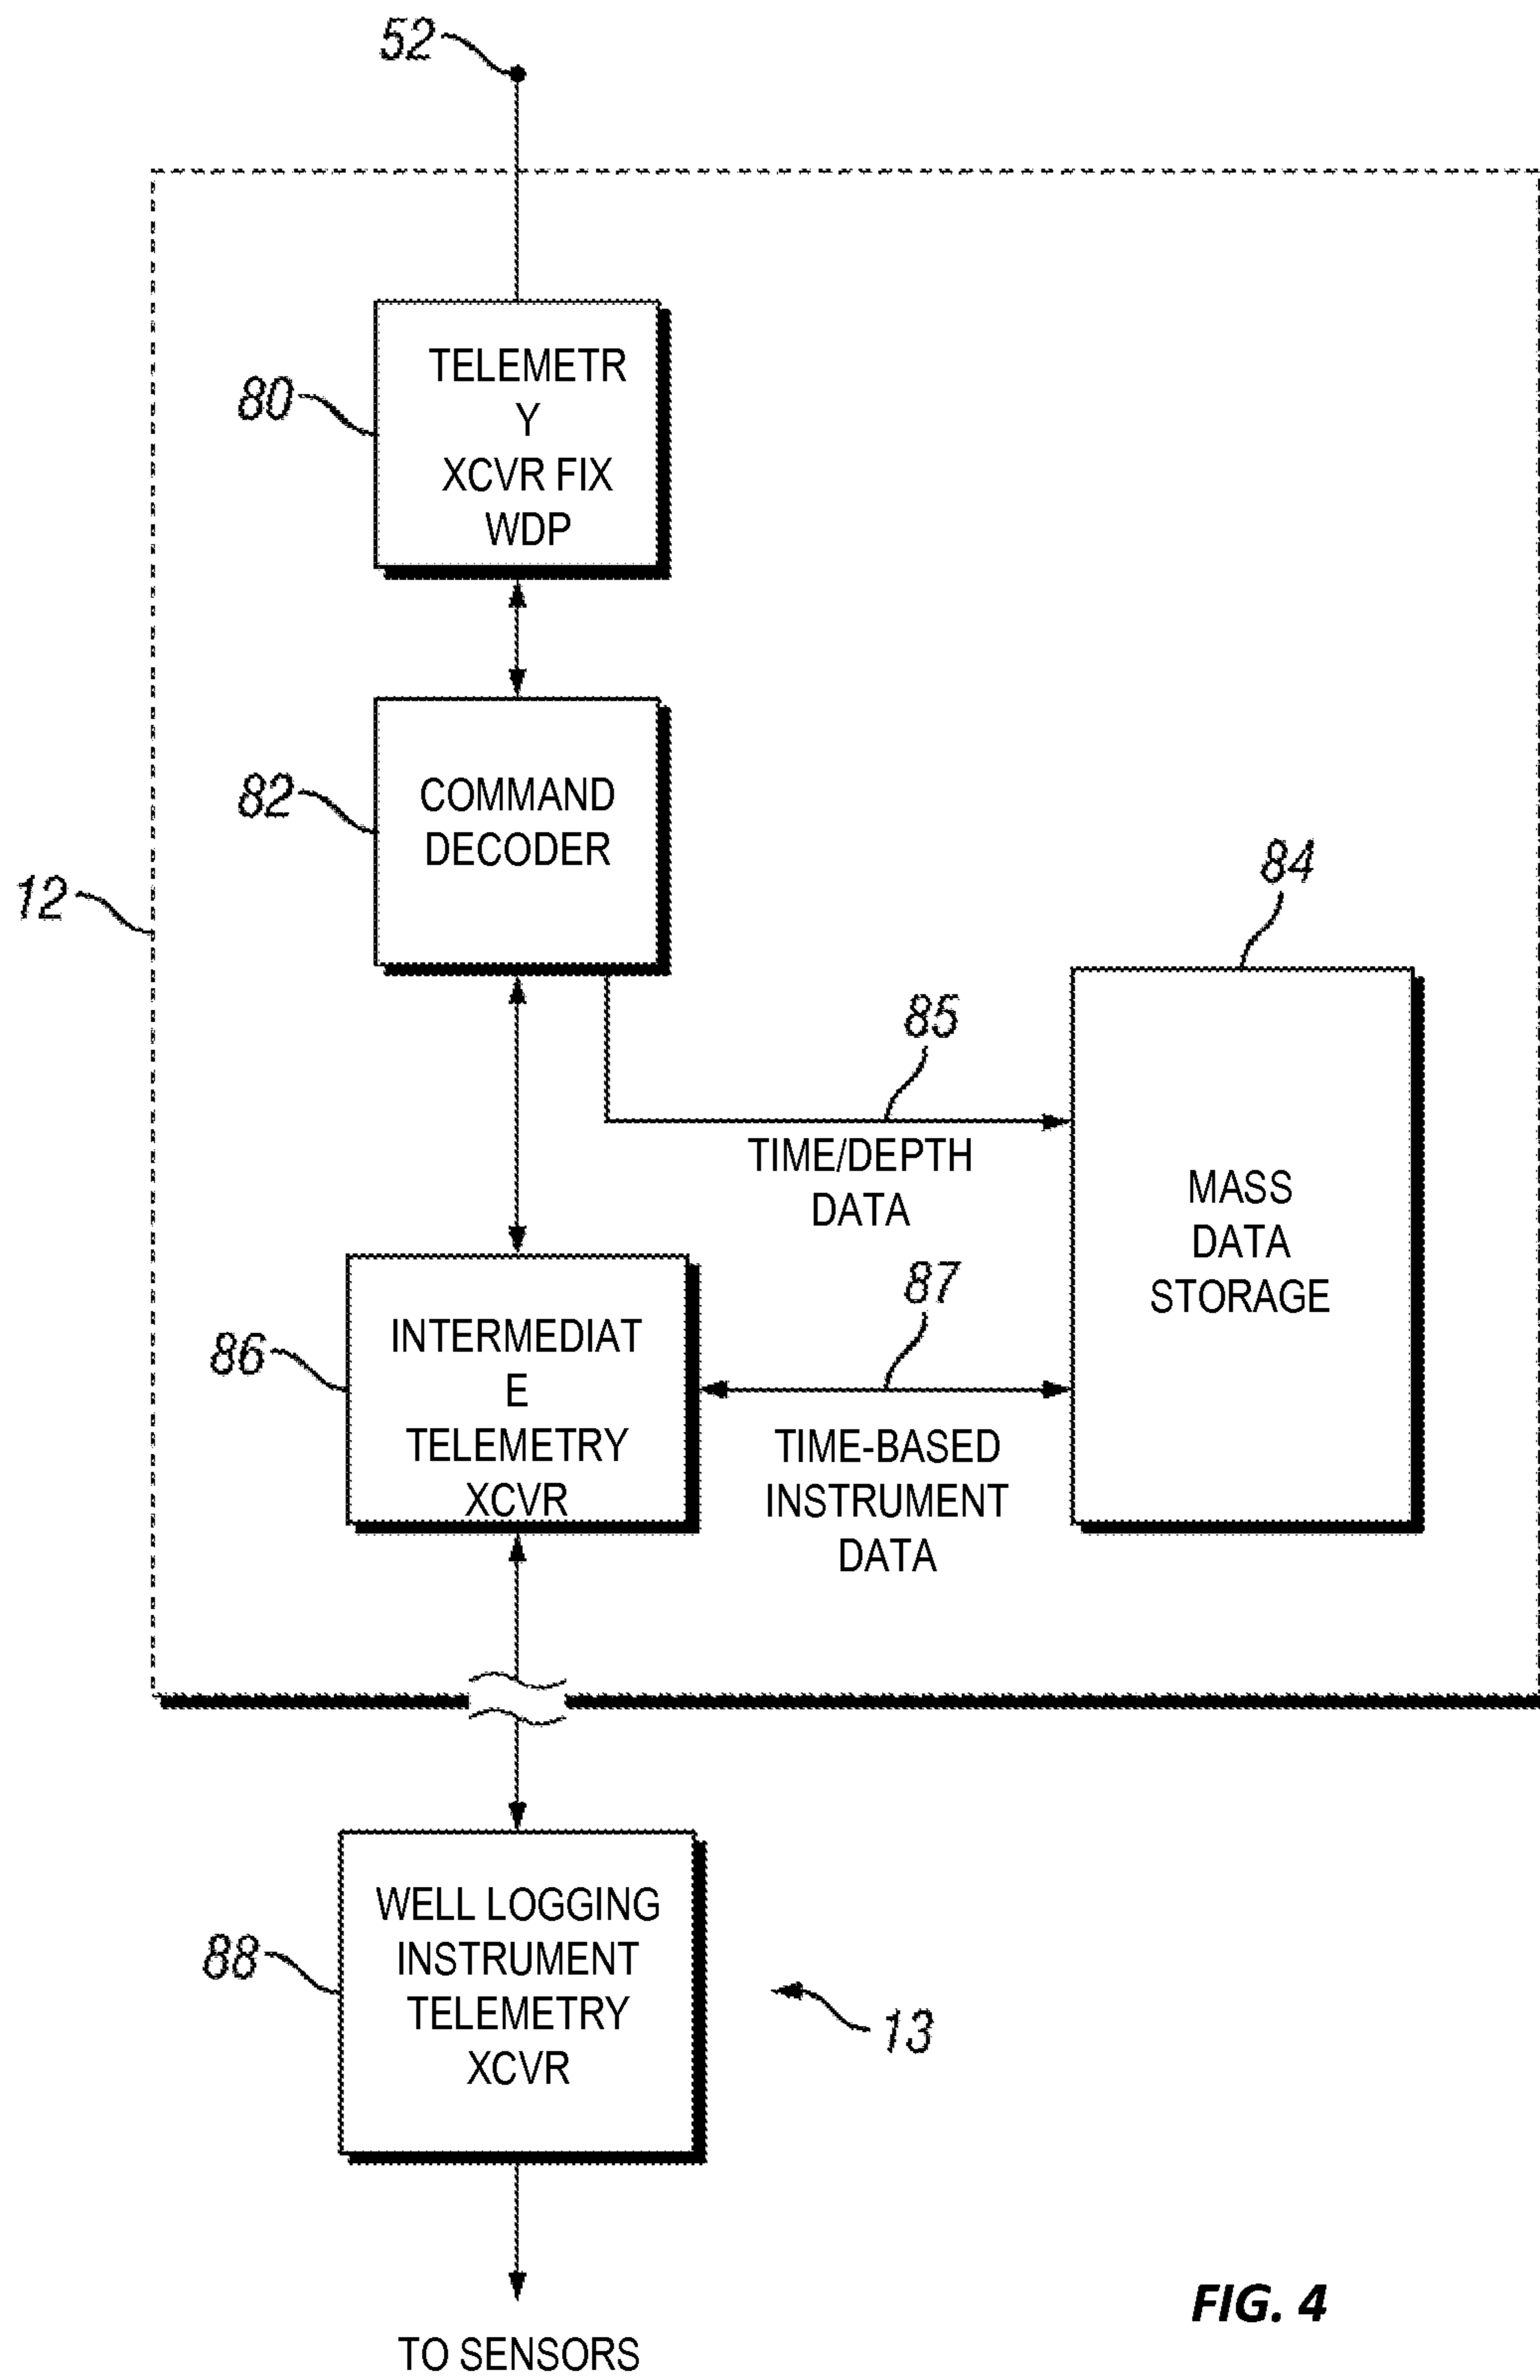 52
80
TELEMETR
Y
XCVR FIX
WDP
82
COMMAND
DECODER
12
84
85
TIME/DEPTH
DATA
MASS
DATA
STORAGE
87
86
INTERMEDIAT
E
TELEMETRY
XCVR
TIME-BASED
INSTRUMENT
DATA
88
WELL LOGGING
INSTRUMENT
TELEMETRY
XCVR
13
TO SENSORS
FIG. 4